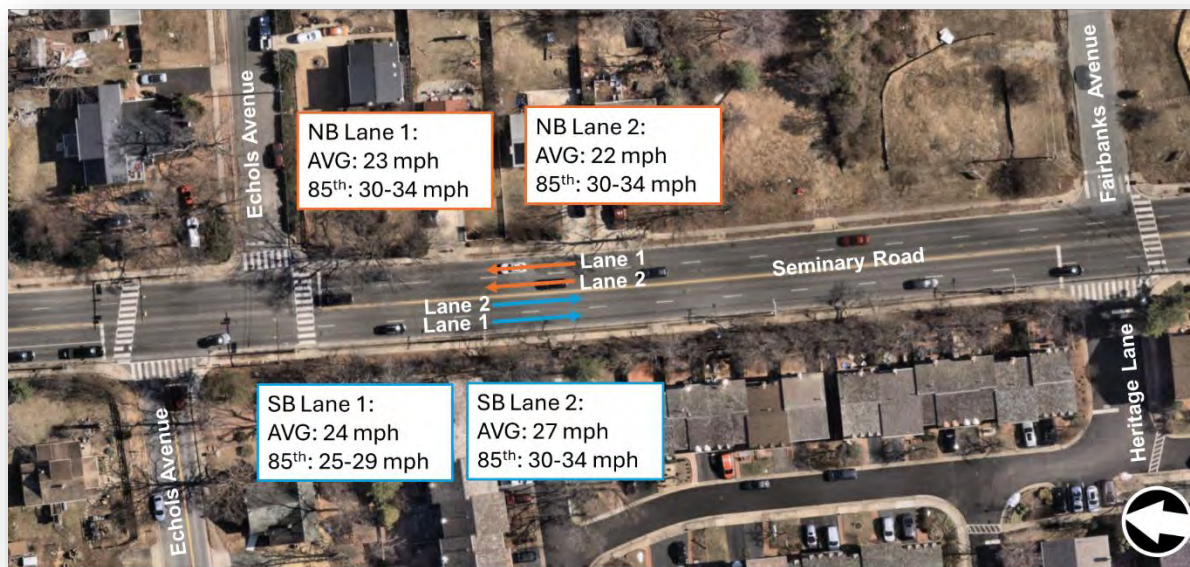 Echols Avenue
NB Lane 1:
AVG: 23 mph
85th: 30-34 mph
NB Lane 2:
AVG: 22 mph
85th: 30-34 mph
Fairbanks Avenue
Lane 1
Lane 2
Seminary Road
Lane 2
Lane 1
SB Lane 1:
AVG: 24 mph
85th: 25-29 mph
SB Lane 2:
AVG: 27 mph
85th: 30-34 mph
Echols Avenue
Heritage Lane